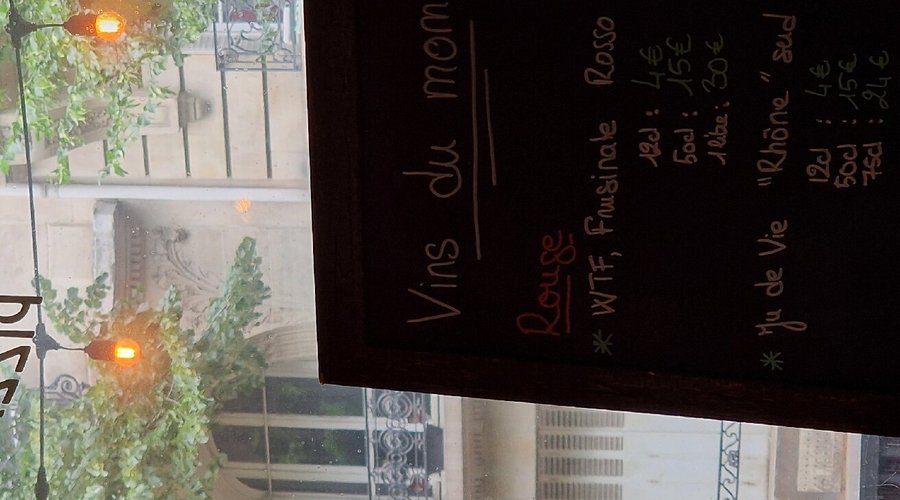 Vins du mom
Rouge
* WTF, Frusinate Rosso
12cl : 4€
50cl : 15€
1 litre : 30€
* Ju de Vie "Rhône" sud
12cl : 4€
50cl : 15€
75cl : 24€